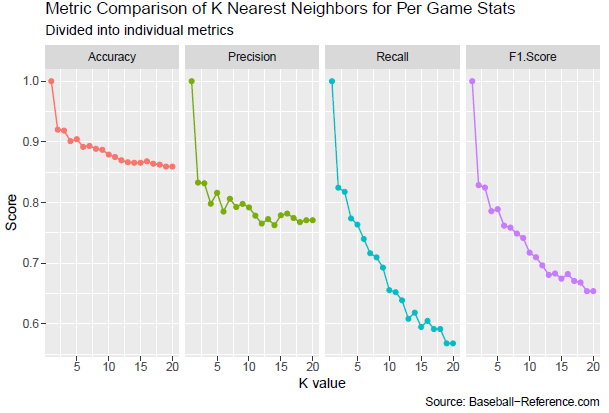 Metric Comparison of K Nearest Neighbors for Per Game Stats
Divided into individual metrics
Accuracy Precision Recall F1.Score
1.0
0.9
0.8
0.7
0.6
Score
5 10 15 20 5 10 15 20 5 10 15 20 5 10 15 20
K value
Source: Baseball−Reference.com